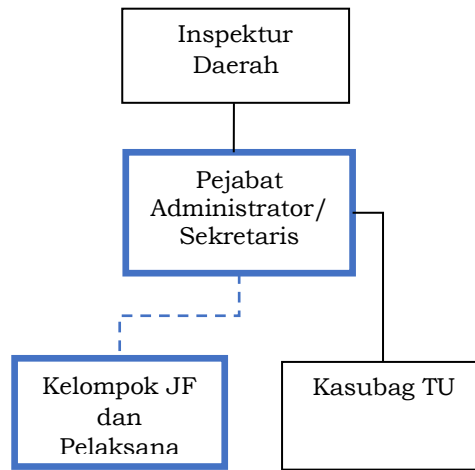 Inspektur
Daerah
Pejabat
Administrator/
Sekretaris
Kelompok JF
dan
Pelaksana
Kasubag TU